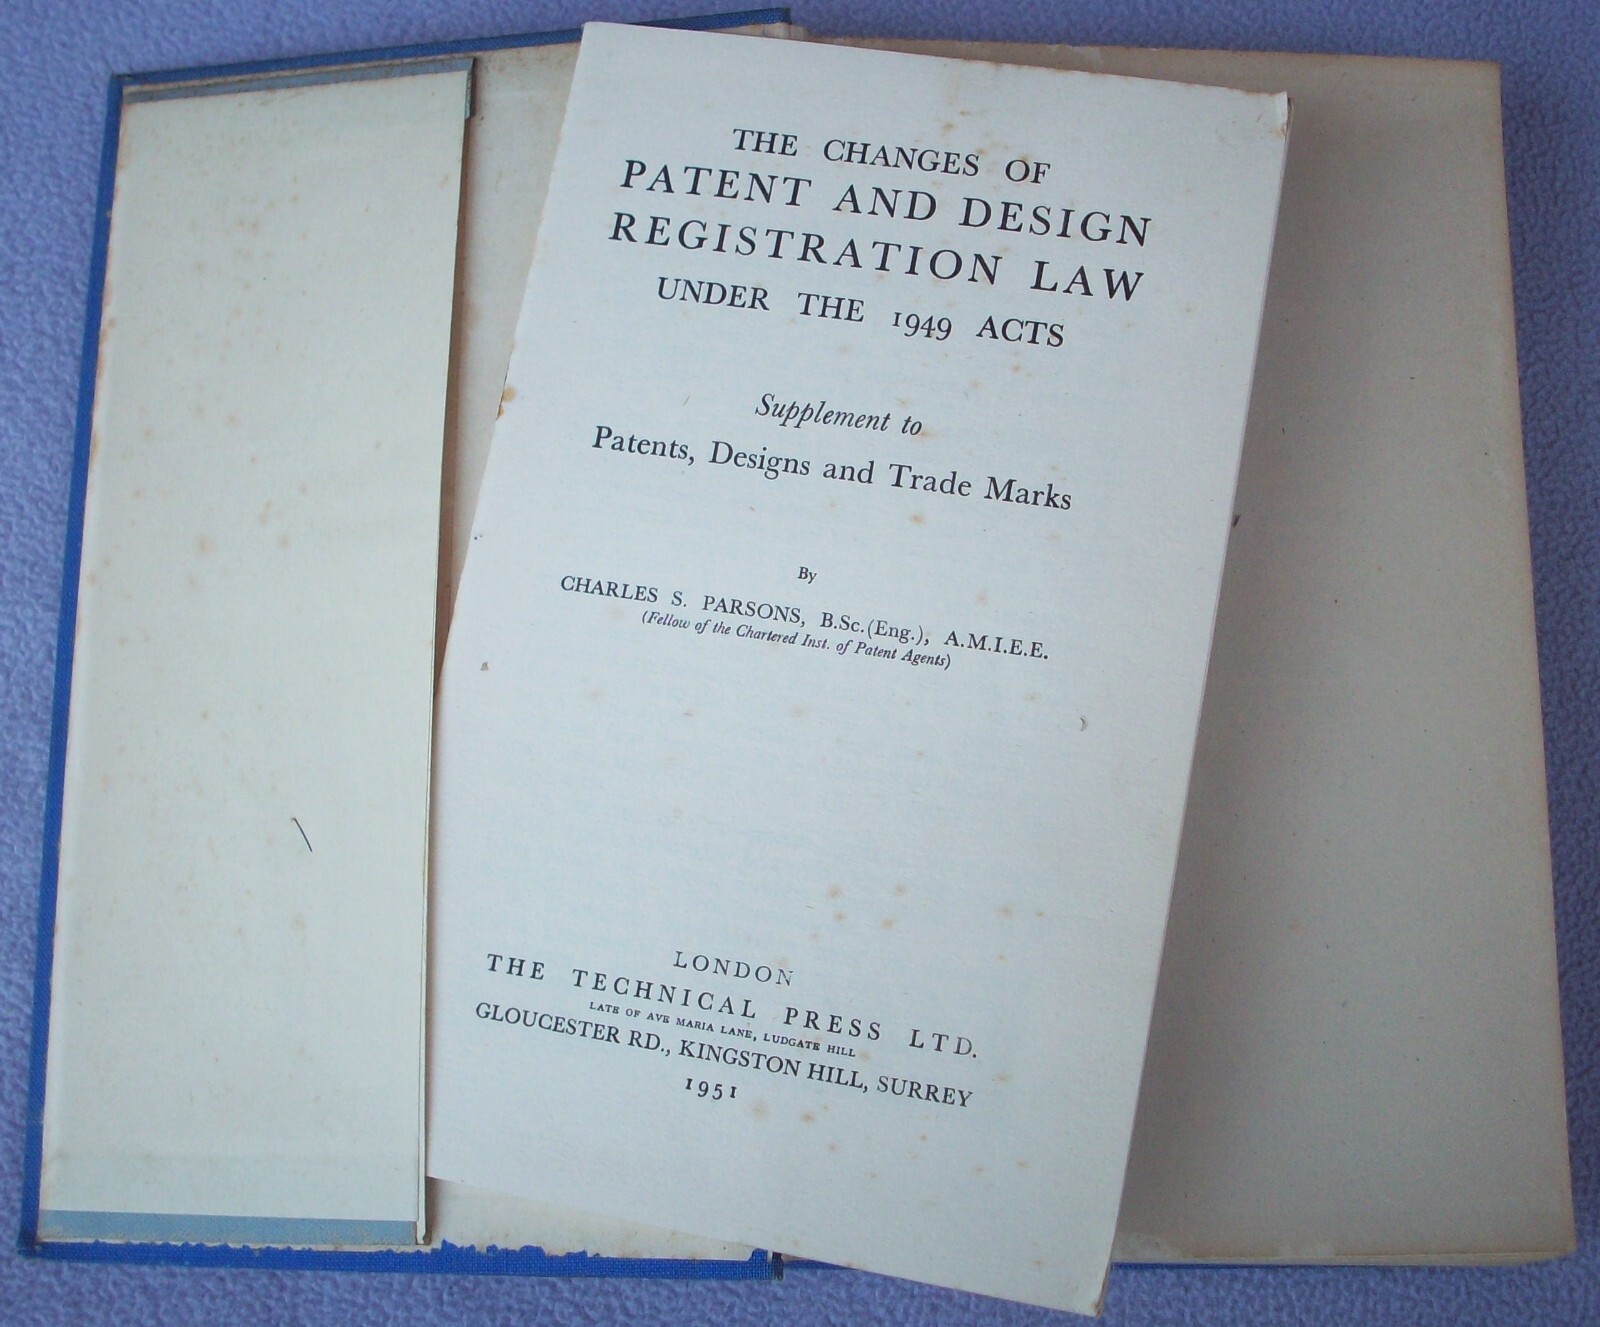 THE CHANGES OF
PATENT AND DESIGN
REGISTRATION LAW
UNDER THE 1949 ACTS
Supplement to
Patents, Designs and Trade Marks
By
CHARLES S. PARSONS, B.Sc.(Eng.), A.M.I.E.E.
(Fellow of the Chartered Inst. of Patent Agents)
LONDON
THE TECHNICAL PRESS LTD.
LATE OF AVE MARIA LANE, LUDGATE HILL
GLOUCESTER RD., KINGSTON HILL, SURREY
1951